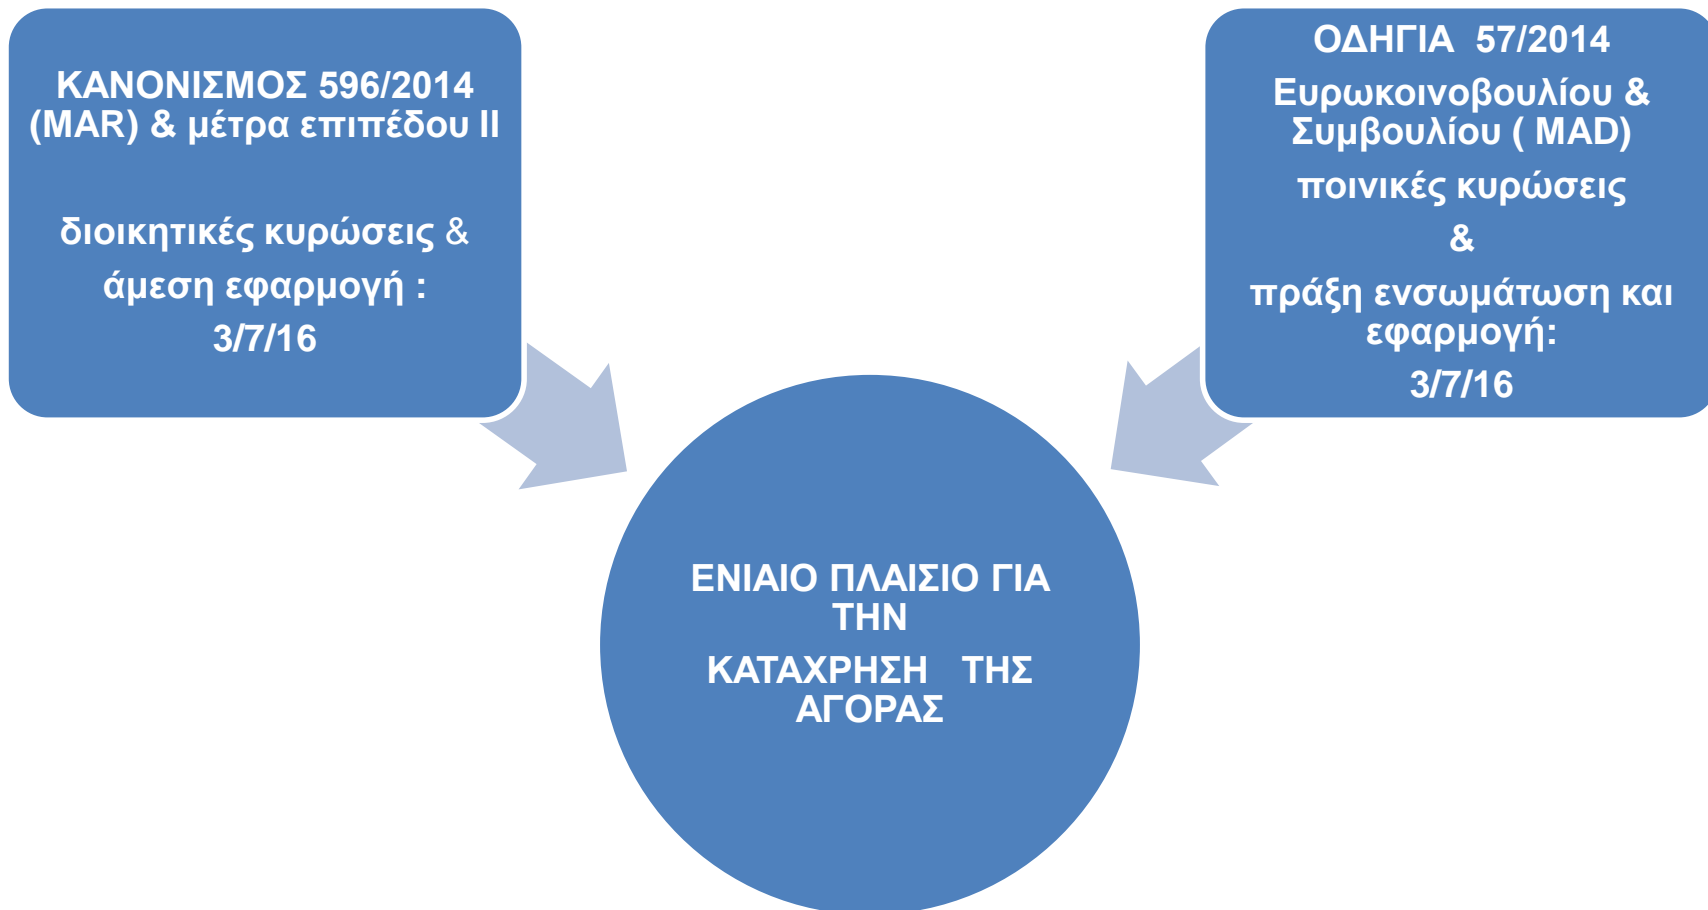 ΚΑΝΟΝΙΣΜΟΣ 596/2014
(MAR) & μέτρα επιπέδου ΙΙ
διοικητικές κυρώσεις &
άμεση εφαρμογή :
3/7/16
ΟΔΗΓΙΑ 57/2014
Ευρωκοινοβουλίου &
Συμβουλίου ( MAD)
ποινικές κυρώσεις
&
πράξη ενσωμάτωση και
εφαρμογή:
3/7/16
ΕΝΙΑΙΟ ΠΛΑΙΣΙΟ ΓΙΑ
ΤΗΝ
ΚΑΤΑΧΡΗΣΗ ΤΗΣ
ΑΓΟΡΑΣ